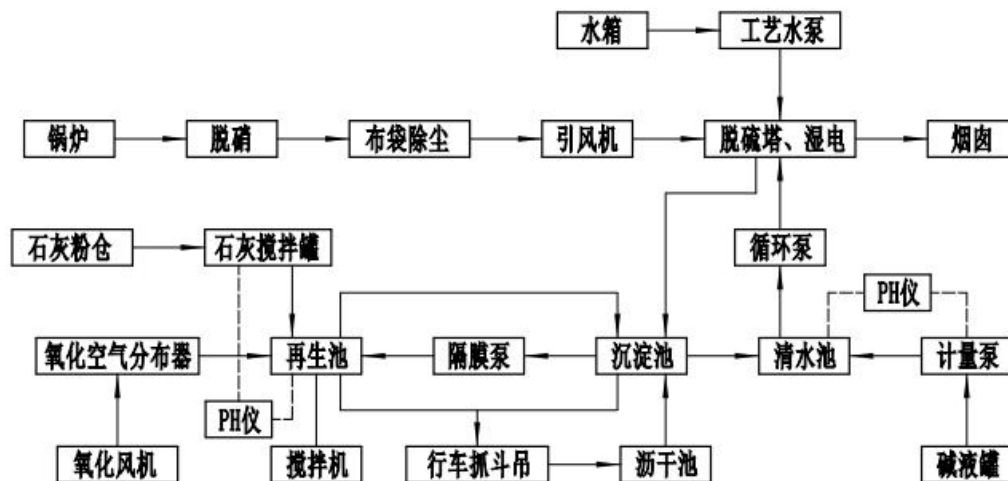 水箱
工艺水泵
锅炉
脱硝
布袋除尘
引风机
脱硫塔、湿电
烟囱
石灰粉仓
石灰搅拌罐
循环泵
PH仪
氧化空气分布器
再生池
隔膜泵
沉淀池
清水池
计量泵
PH仪
氧化风机
搅拌机
行车抓斗吊
沥干池
碱液罐